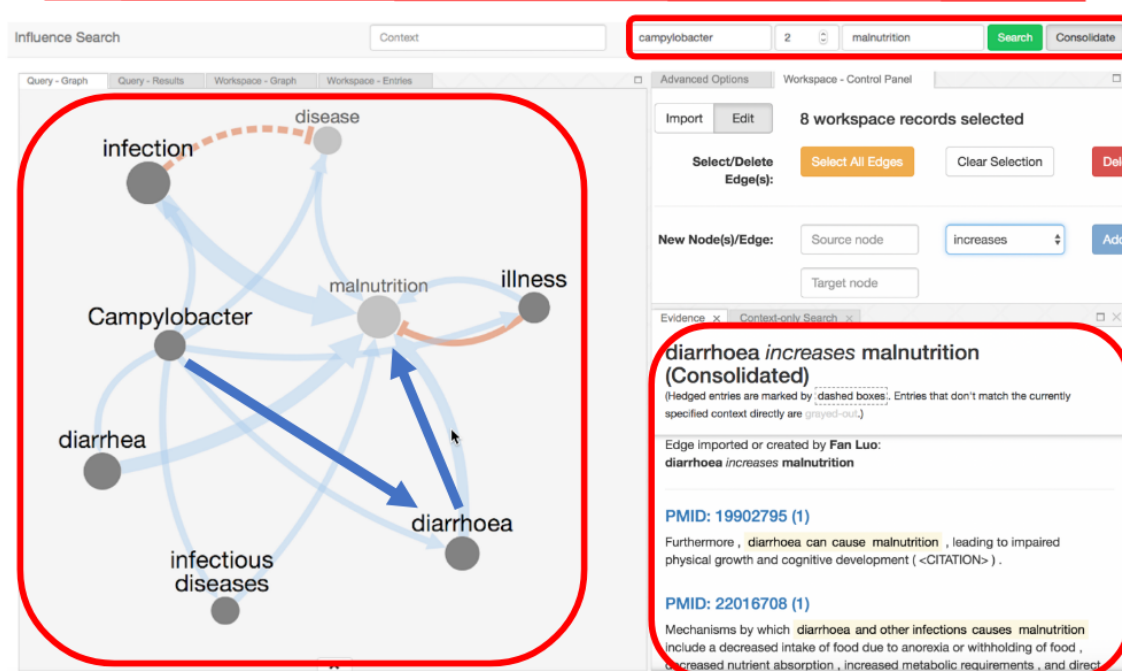 Influence Search
Context
campylobacter
2
malnutrition
Search
Consolidate
Query - Graph
Query - Results
Workspace - Graph
Workspace - Entries
Advanced Options
Workspace - Control Panel
disease
infection
malnutrition
illness
Campylobacter
diarrhea
diarrhoea
infectious
diseases
Import
Edit
8 workspace records selected
Select/Delete
Edge(s):
Select All Edges
Clear Selection
Del
New Node(s)/Edge:
Source node
increases
Add
Target node
Evidence ×
Context-only Search ×
diarrhoea increases malnutrition
(Consolidated)
(Hedged entries are marked by dashed boxes. Entries that don't match the currently
specified context directly are grayed-out.)
Edge imported or created by Fan Luo:
diarrhoea increases malnutrition
PMID: 19902795 (1)
Furthermore , diarrhoea can cause malnutrition , leading to impaired
physical growth and cognitive development ( <CITATION> ) .
PMID: 22016708 (1)
Mechanisms by which diarrhoea and other infections causes malnutrition
include a decreased intake of food due to anorexia or withholding of food ,
decreased nutrient absorption , increased metabolic requirements , and direct